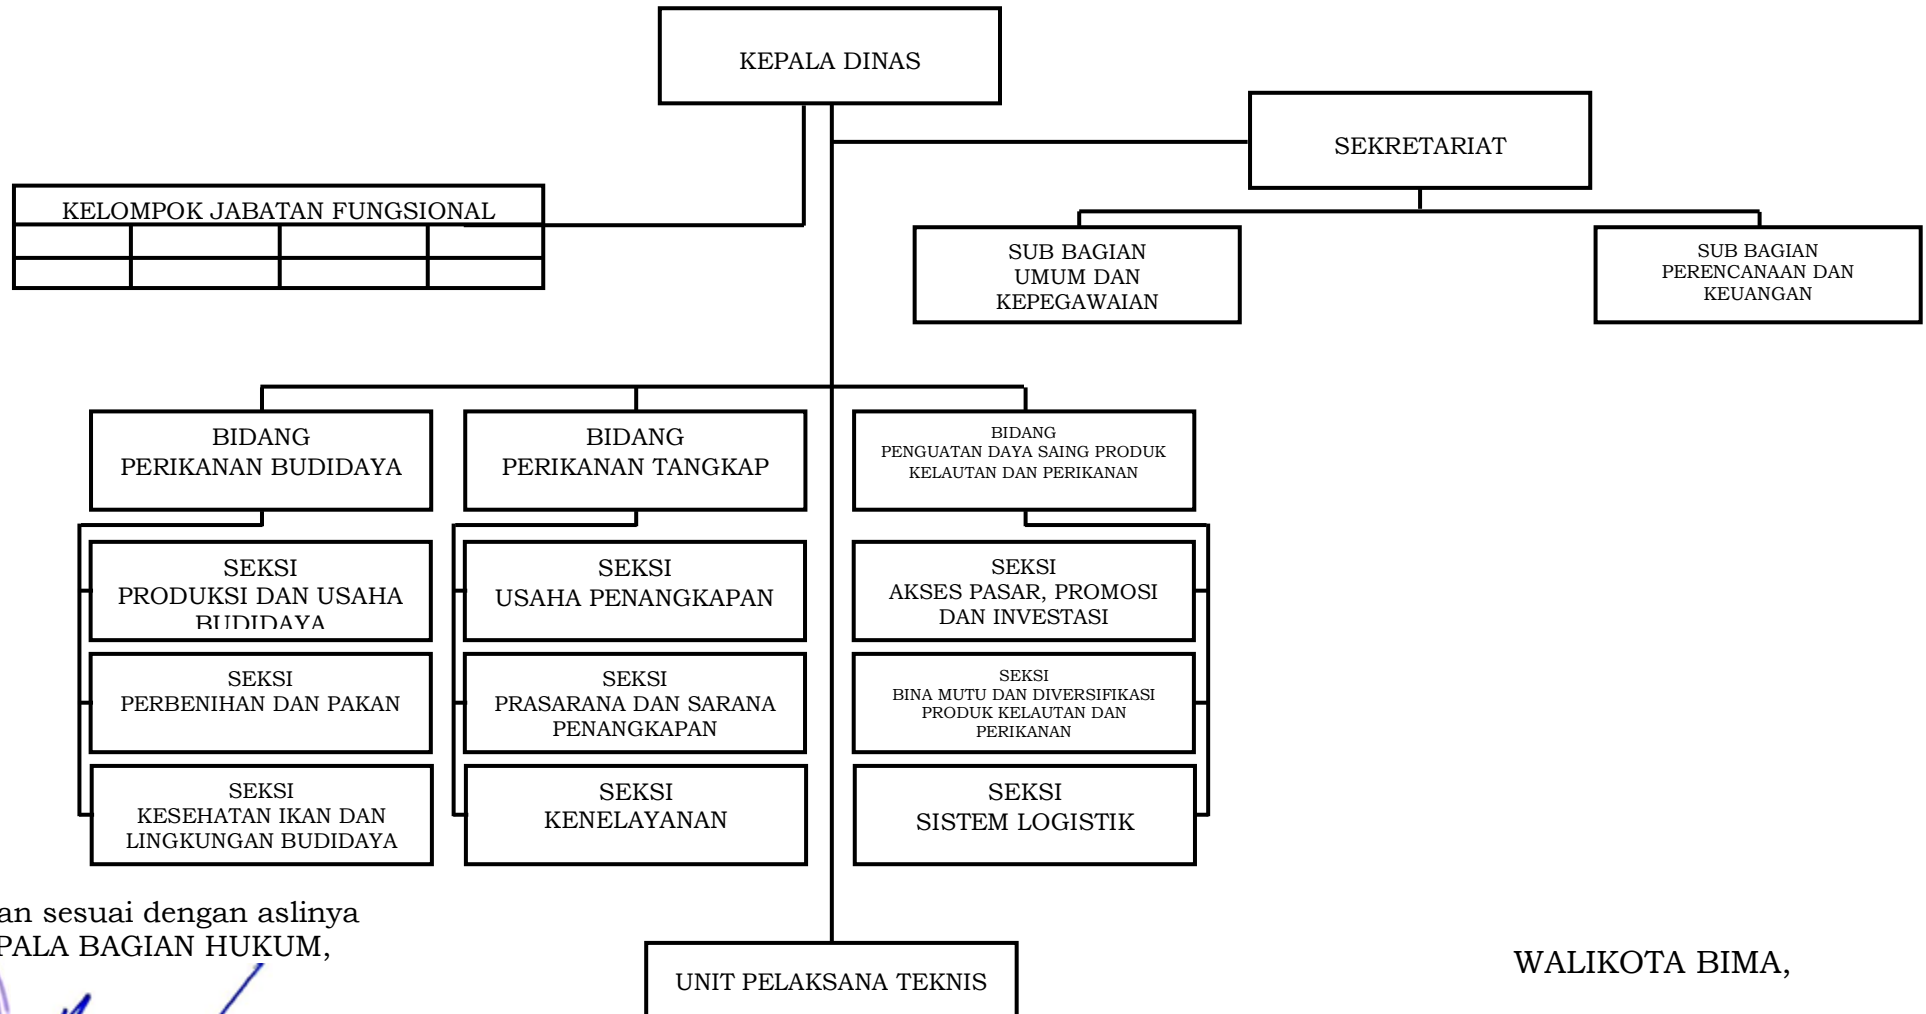 KEPALA DINAS
SEKRETARIAT
KELOMPOK JABATAN FUNGSIONAL
SUB BAGIAN
UMUM DAN
KEPEGAWAIAN
SUB BAGIAN
PERENCANAAN DAN
KEUANGAN
BIDANG
PERIKANAN BUDIDAYA
BIDANG
PERIKANAN TANGKAP
BIDANG
PENGUATAN DAYA SAING PRODUK
KELAUTAN DAN PERIKANAN
SEKSI
PRODUKSI DAN USAHA
BUDIDAYA
SEKSI
USAHA PENANGKAPAN
SEKSI
AKSES PASAR, PROMOSI
DAN INVESTASI
SEKSI
PERBENIHAN DAN PAKAN
SEKSI
PRASARANA DAN SARANA
PENANGKAPAN
SEKSI
BINA MUTU DAN DIVERSIFIKASI
PRODUK KELAUTAN DAN
PERIKANAN
SEKSI
KESEHATAN IKAN DAN
LINGKUNGAN BUDIDAYA
SEKSI
KENELAYANAN
SEKSI
SISTEM LOGISTIK
an sesuai dengan aslinya
PALA BAGIAN HUKUM,
UNIT PELAKSANA TEKNIS
WALIKOTA BIMA,